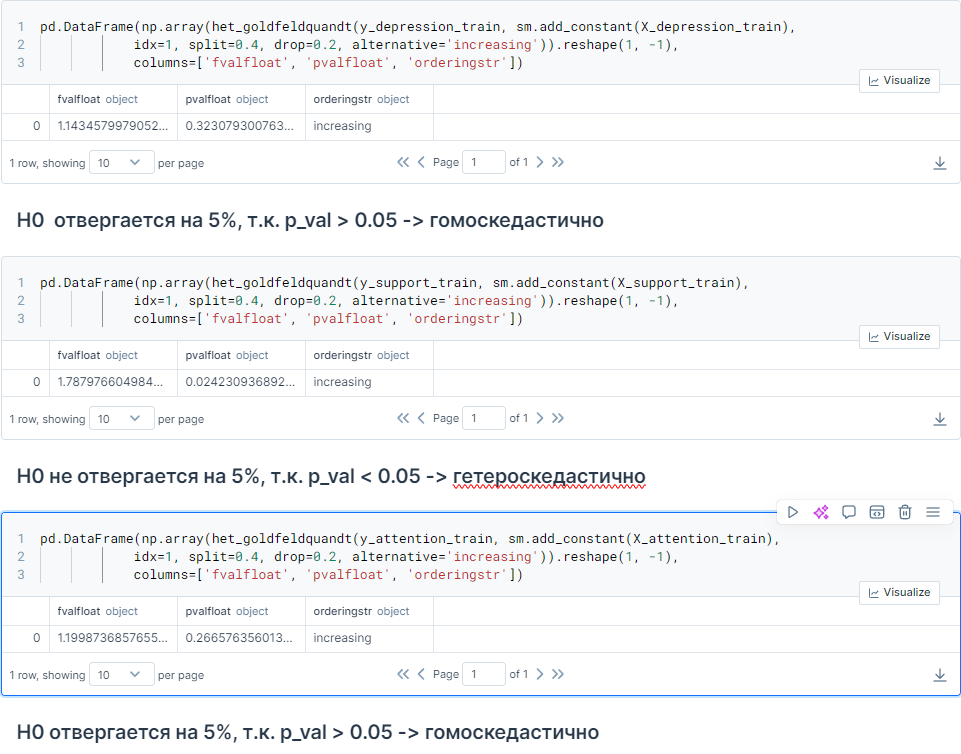 1 pd.DataFrame(np.array(het_goldfeldquandt(y_depression_train, sm.add_constant(X_depression_train),
2 idx=1, split=0.4, drop=0.2, alternative='increasing')).reshape(1, -1),
3 columns=['fvalfloat', 'pvalfloat', 'orderingstr'])
Visualize
fvalfloat object pvalfloat object orderingstr object
0 1.1434579979052... 0.323079300763... increasing
1 row, showing 10 per page Page 1 of 1
H0 отвергается на 5%, т.к. p_val > 0.05 -> гомоскедастично
1 pd.DataFrame(np.array(het_goldfeldquandt(y_support_train, sm.add_constant(X_support_train),
2 idx=1, split=0.4, drop=0.2, alternative='increasing')).reshape(1, -1),
3 columns=['fvalfloat', 'pvalfloat', 'orderingstr'])
Visualize
fvalfloat object pvalfloat object orderingstr object
0 1.787976604984... 0.024230936892... increasing
1 row, showing 10 per page Page 1 of 1
H0 не отвергается на 5%, т.к. p_val < 0.05 -> гетероскедастично
1 pd.DataFrame(np.array(het_goldfeldquandt(y_attention_train, sm.add_constant(X_attention_train),
2 idx=1, split=0.4, drop=0.2, alternative='increasing')).reshape(1, -1),
3 columns=['fvalfloat', 'pvalfloat', 'orderingstr'])
Visualize
fvalfloat object pvalfloat object orderingstr object
0 1.1998736857655... 0.266576356013... increasing
1 row, showing 10 per page Page 1 of 1
H0 отвергается на 5%, т.к. p_val > 0.05 -> гомоскедастично